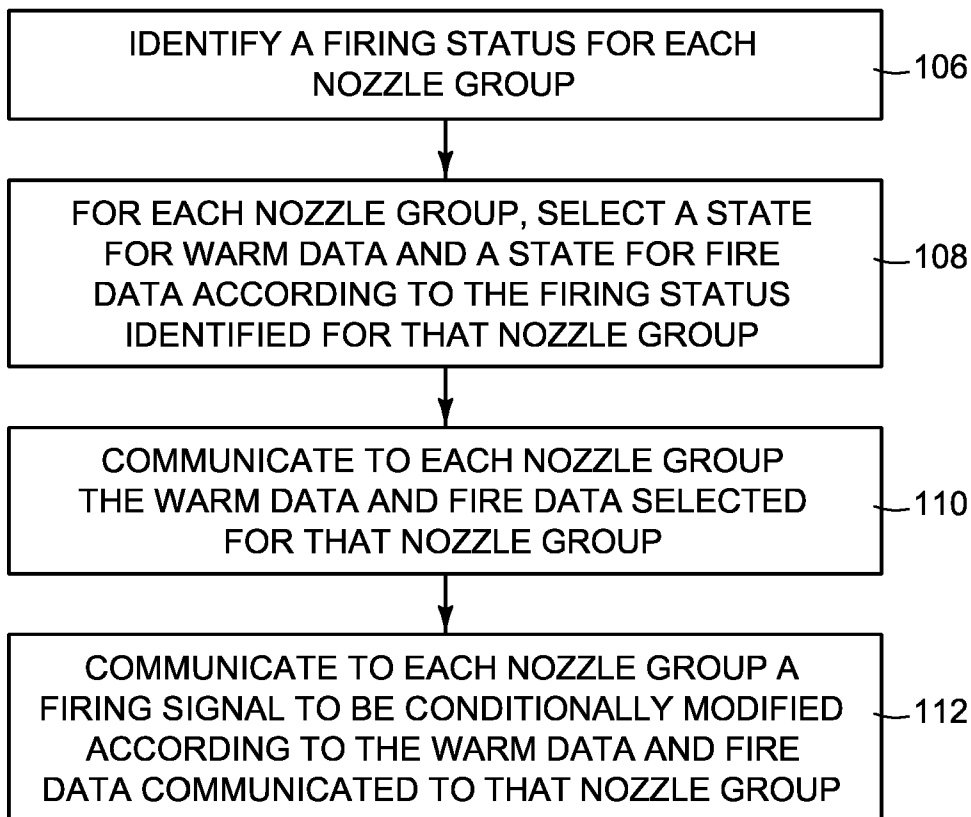 IDENTIFY A FIRING STATUS FOR EACH
NOZZLE GROUP
106
FOR EACH NOZZLE GROUP, SELECT A STATE
FOR WARM DATA AND A STATE FOR FIRE
DATA ACCORDING TO THE FIRING STATUS
IDENTIFIED FOR THAT NOZZLE GROUP
108
COMMUNICATE TO EACH NOZZLE GROUP
THE WARM DATA AND FIRE DATA SELECTED
FOR THAT NOZZLE GROUP
110
COMMUNICATE TO EACH NOZZLE GROUP A
FIRING SIGNAL TO BE CONDITIONALLY MODIFIED
ACCORDING TO THE WARM DATA AND FIRE
DATA COMMUNICATED TO THAT NOZZLE GROUP
112